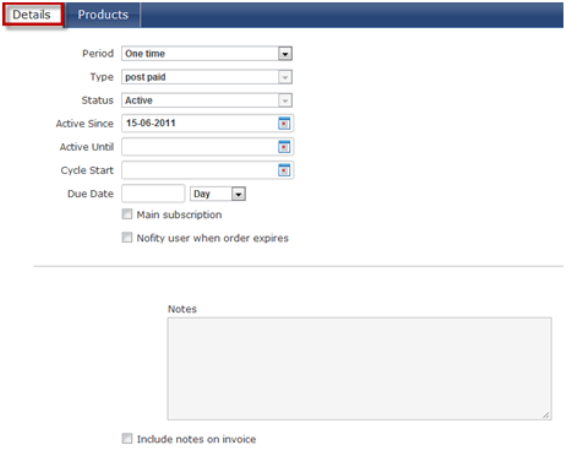 Details Products
Period One time
Type post paid
Status Active
Active Since 15-06-2011
Active Until
Cycle Start
Due Date Day
Main subscription
Nofity user when order expires
Notes
Include notes on invoice